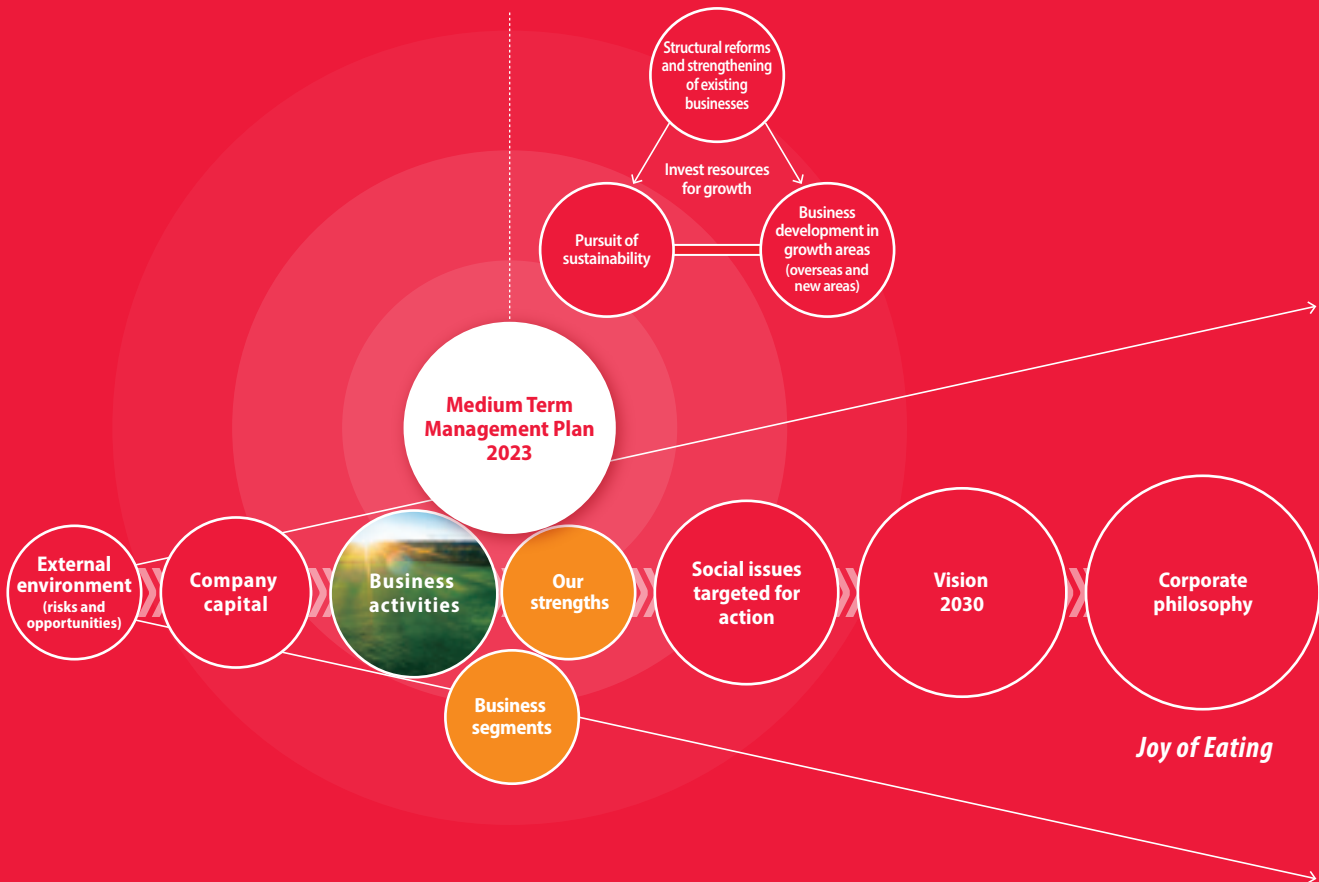 Structural reforms
and strengthening
of existing
businesses
Invest resources
for growth
Pursuit of
sustainability
Business
development in
growth areas
(overseas and
new areas)
Medium Term
Management Plan
2023
External
environment
(risks and
opportunities)
Company
capital
Business
activities
Our
strengths
Business
segments
Social issues
targeted for
action
Vision
2030
Corporate
philosophy
Joy of Eating